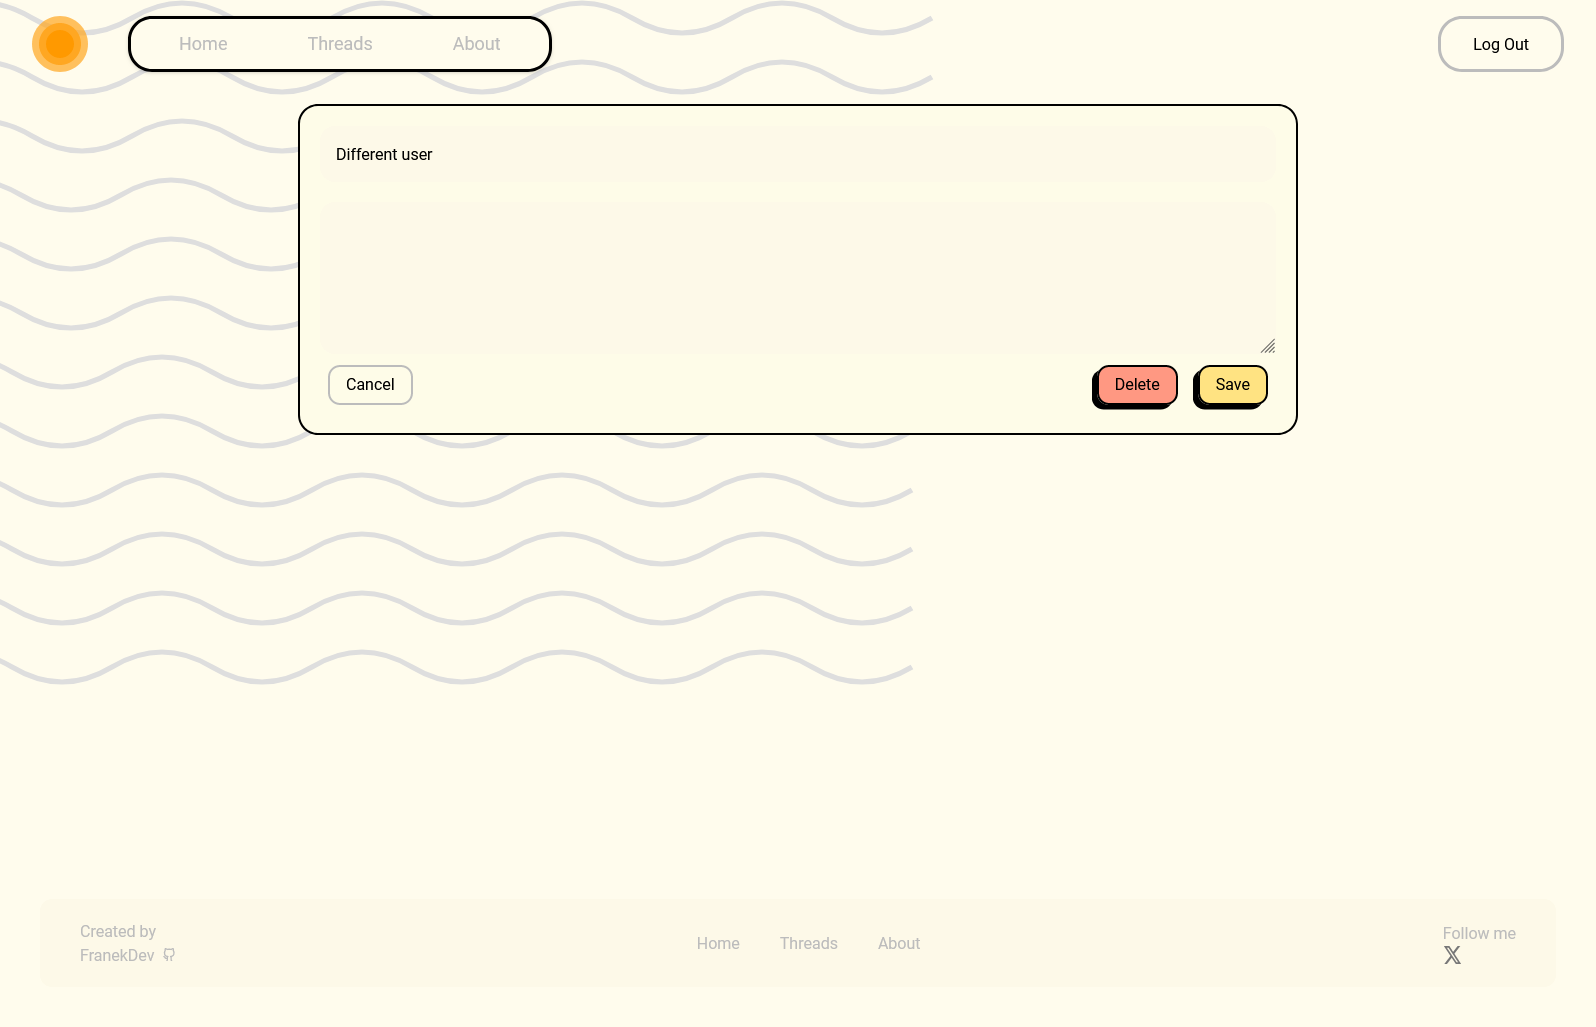 Home Threads About Log Out
Different user
Cancel Delete Save
Created by
FranekDev
Home Threads About
Follow me
𝕏